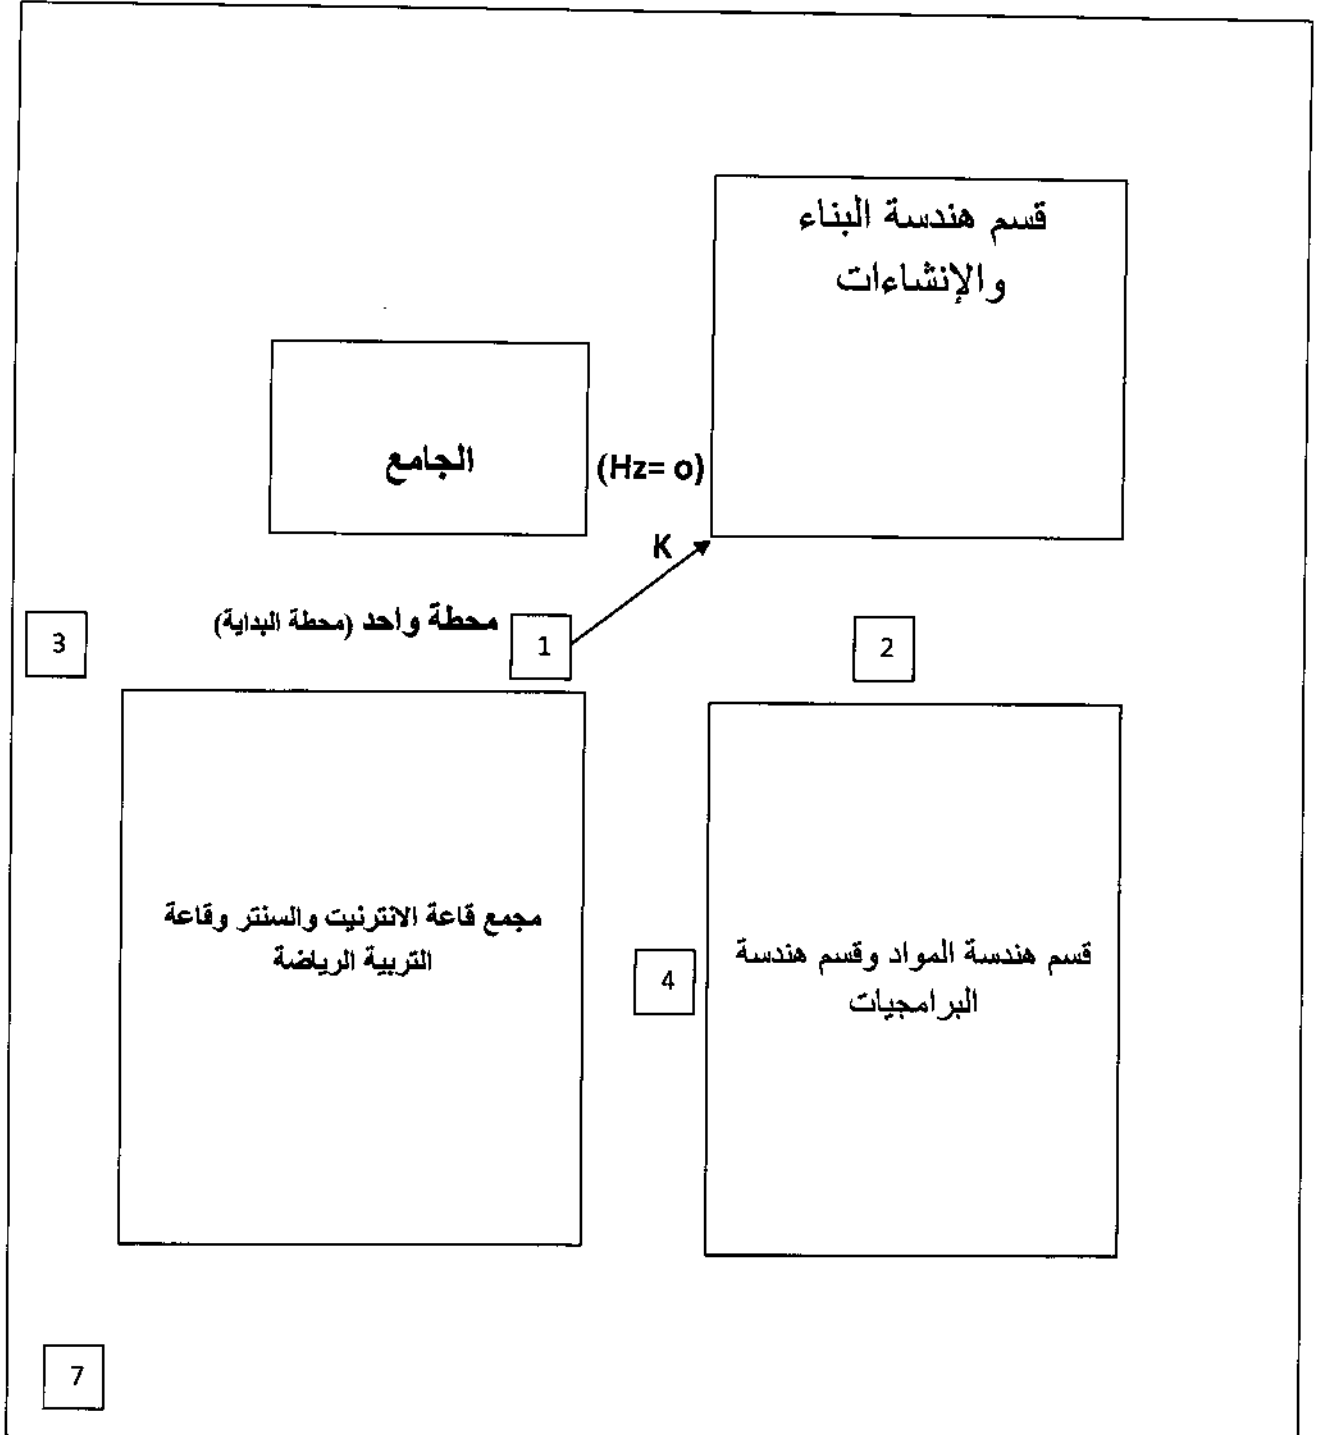 قسم هندسة البناء
والإنشاءات
الجامع
(Hz= o)
K
3
محطة واحد (محطة البداية)
1
2
مجمع قاعة الانترنيت والسنتر وقاعة
التربية الرياضة
4
قسم هندسة المواد وقسم هندسة
البرامجيات
7